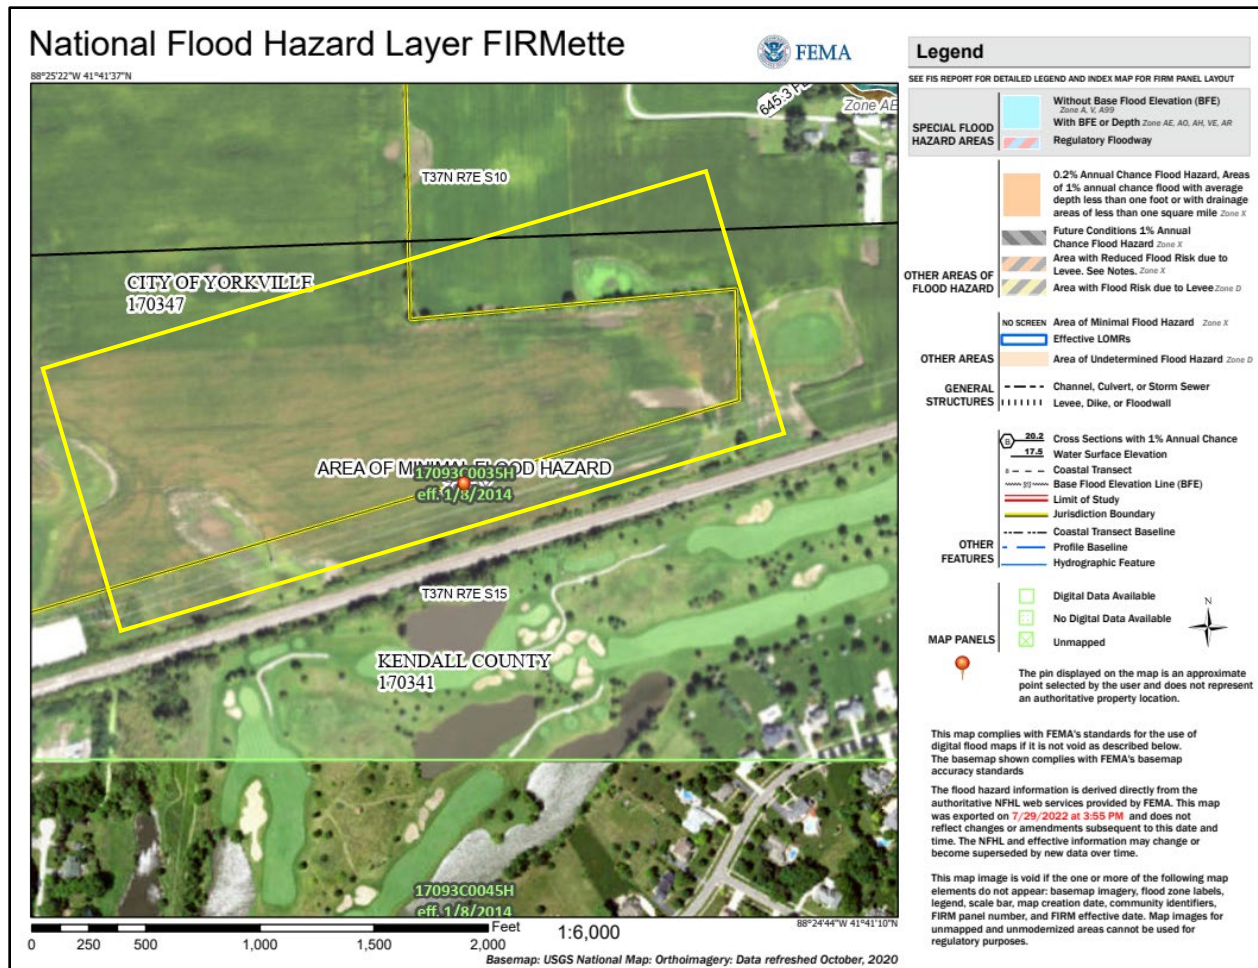 National Flood Hazard Layer FIRMette
FEMA
88°25'22"W 41°41'37"N
645.3 F
Zone AE
T37N R7E S10
CITY OF YORKVILLE
170347
AREA OF MINIMAL FLOOD HAZARD
17093C0035H
eff. 1/8/2014
T37N R7E S15
KENDALL COUNTY
170341
17093C0045H
eff. 1/8/2014
88°24'44"W 41°41'10"N
Feet
1:6,000
0 250 500 1,000 1,500 2,000
Basemap: USGS National Map: Orthoimagery: Data refreshed October, 2020
Legend
SEE FIS REPORT FOR DETAILED LEGEND AND INDEX MAP FOR FIRM PANEL LAYOUT
SPECIAL FLOOD
HAZARD AREAS
Without Base Flood Elevation (BFE)
Zone A, V, A99
With BFE or Depth Zone AE, AO, AH, VE, AR
Regulatory Floodway
0.2% Annual Chance Flood Hazard, Areas
of 1% annual chance flood with average
depth less than one foot or with drainage
areas of less than one square mile Zone X
Future Conditions 1% Annual
Chance Flood Hazard Zone X
Area with Reduced Flood Risk due to
Levee. See Notes. Zone X
Area with Flood Risk due to Levee Zone D
OTHER AREAS OF
FLOOD HAZARD
NO SCREEN Area of Minimal Flood Hazard Zone X
Effective LOMRs
OTHER AREAS
Area of Undetermined Flood Hazard Zone D
GENERAL
STRUCTURES
Channel, Culvert, or Storm Sewer
Levee, Dike, or Floodwall
B 20.2 Cross Sections with 1% Annual Chance
17.5 Water Surface Elevation
8 Coastal Transect
513 Base Flood Elevation Line (BFE)
Limit of Study
Jurisdiction Boundary
Coastal Transect Baseline
OTHER
FEATURES
Profile Baseline
Hydrographic Feature
Digital Data Available
No Digital Data Available
Unmapped
MAP PANELS
N
The pin displayed on the map is an approximate
point selected by the user and does not represent
an authoritative property location.
This map complies with FEMA's standards for the use of
digital flood maps if it is not void as described below.
The basemap shown complies with FEMA's basemap
accuracy standards
The flood hazard information is derived directly from the
authoritative NFHL web services provided by FEMA. This map
was exported on 7/29/2022 at 3:55 PM and does not
reflect changes or amendments subsequent to this date and
time. The NFHL and effective information may change or
become superseded by new data over time.
This map image is void if the one or more of the following map
elements do not appear: basemap imagery, flood zone labels,
legend, scale bar, map creation date, community identifiers,
FIRM panel number, and FIRM effective date. Map images for
unmapped and unmodernized areas cannot be used for
regulatory purposes.